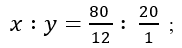 x : y = 80/12 : 20/1 ;